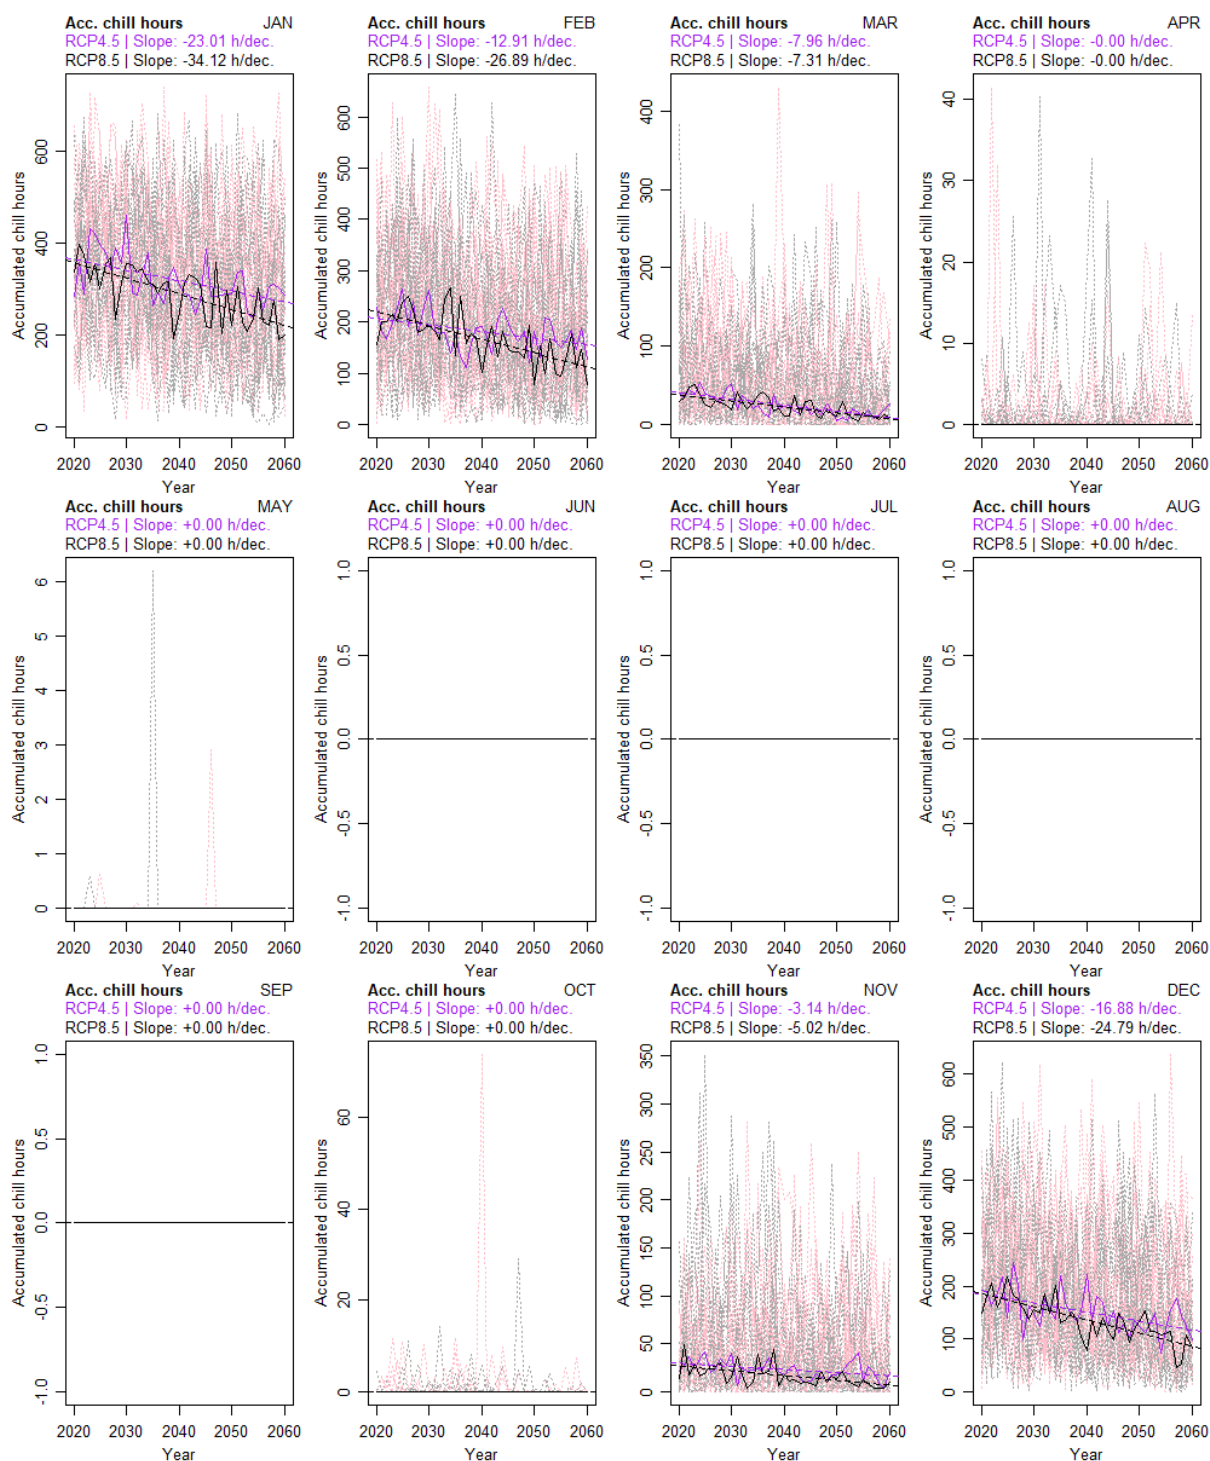 Acc. chill hours JAN
RCP4.5 | Slope: -23.01 h/dec.
RCP8.5 | Slope: -34.12 h/dec.
Accumulated chill hours
600
400
200
0
2020 2030 2040 2050 2060
Year
Acc. chill hours FEB
RCP4.5 | Slope: -12.91 h/dec.
RCP8.5 | Slope: -26.89 h/dec.
Accumulated chill hours
600
500
400
300
200
100
0
2020 2030 2040 2050 2060
Year
Acc. chill hours MAR
RCP4.5 | Slope: -7.96 h/dec.
RCP8.5 | Slope: -7.31 h/dec.
Accumulated chill hours
400
300
200
100
0
2020 2030 2040 2050 2060
Year
Acc. chill hours APR
RCP4.5 | Slope: -0.00 h/dec.
RCP8.5 | Slope: -0.00 h/dec.
Accumulated chill hours
40
30
20
10
0
2020 2030 2040 2050 2060
Year
Acc. chill hours MAY
RCP4.5 | Slope: +0.00 h/dec.
RCP8.5 | Slope: +0.00 h/dec.
Accumulated chill hours
6
5
4
3
2
1
0
2020 2030 2040 2050 2060
Year
Acc. chill hours JUN
RCP4.5 | Slope: +0.00 h/dec.
RCP8.5 | Slope: +0.00 h/dec.
Accumulated chill hours
1.0
0.5
0.0
-0.5
-1.0
2020 2030 2040 2050 2060
Year
Acc. chill hours JUL
RCP4.5 | Slope: +0.00 h/dec.
RCP8.5 | Slope: +0.00 h/dec.
Accumulated chill hours
1.0
0.5
0.0
-0.5
-1.0
2020 2030 2040 2050 2060
Year
Acc. chill hours AUG
RCP4.5 | Slope: +0.00 h/dec.
RCP8.5 | Slope: +0.00 h/dec.
Accumulated chill hours
1.0
0.5
0.0
-0.5
-1.0
2020 2030 2040 2050 2060
Year
Acc. chill hours SEP
RCP4.5 | Slope: +0.00 h/dec.
RCP8.5 | Slope: +0.00 h/dec.
Accumulated chill hours
1.0
0.5
0.0
-0.5
-1.0
2020 2030 2040 2050 2060
Year
Acc. chill hours OCT
RCP4.5 | Slope: +0.00 h/dec.
RCP8.5 | Slope: +0.00 h/dec.
Accumulated chill hours
60
40
20
0
2020 2030 2040 2050 2060
Year
Acc. chill hours NOV
RCP4.5 | Slope: -3.14 h/dec.
RCP8.5 | Slope: -5.02 h/dec.
Accumulated chill hours
350
300
250
200
150
100
50
0
2020 2030 2040 2050 2060
Year
Acc. chill hours DEC
RCP4.5 | Slope: -16.88 h/dec.
RCP8.5 | Slope: -24.79 h/dec.
Accumulated chill hours
600
500
400
300
200
100
0
2020 2030 2040 2050 2060
Year